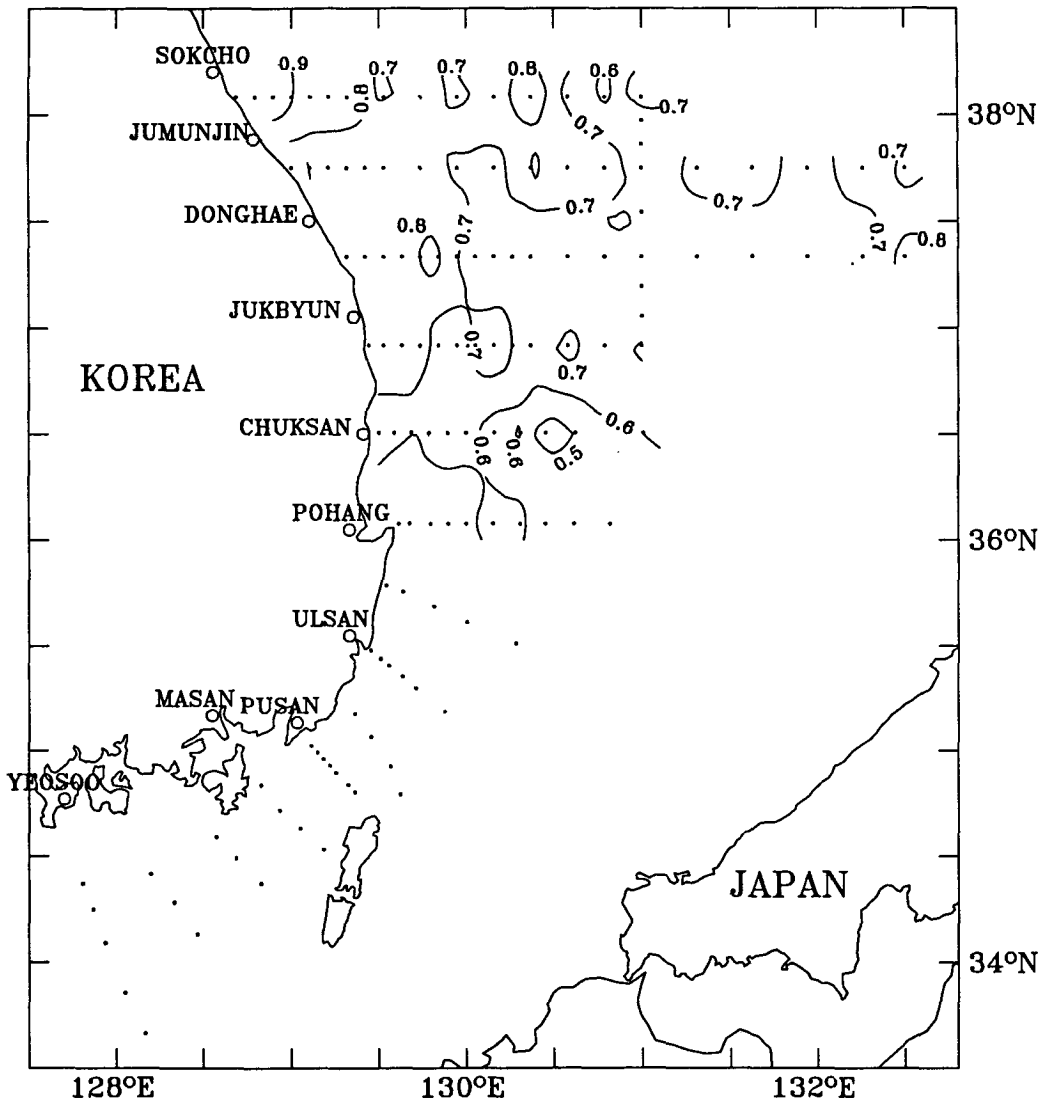 SOKCHO
0.9
0.7
0.7
0.8
0.6
0.8
0.7
38°N
JUMUNJIN
0.7
0.7
DONGHAE
0.8
0.7
0.7
0.7
0.7
0.8
JUKBYUN
0.7
0.7
KOREA
0.6
CHUKSAN
0.6
0.6
0.5
POHANG
36°N
ULSAN
MASAN
PUSAN
YEOSOO
JAPAN
34°N
128°E
130°E
132°E